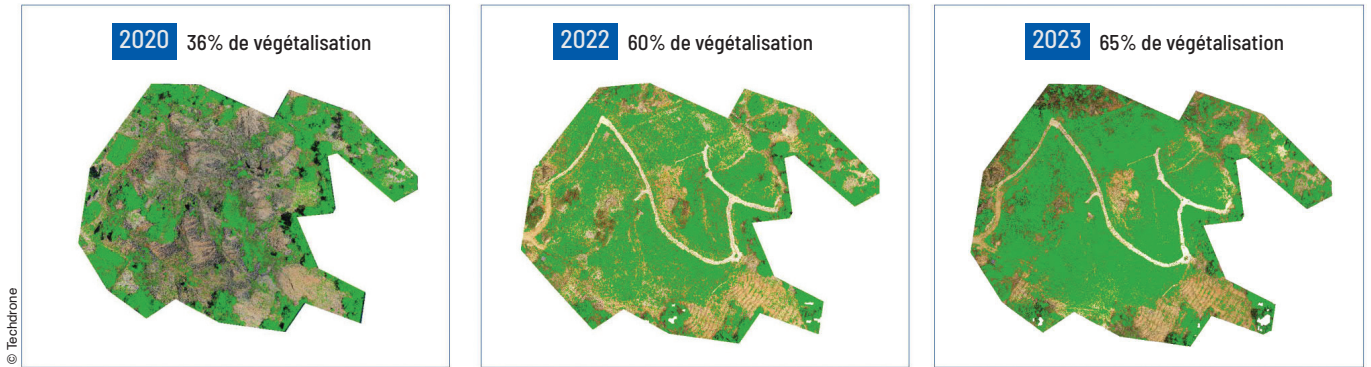 2020 36% de végétalisation
2022 60% de végétalisation
2023 65% de végétalisation
© Techdrone